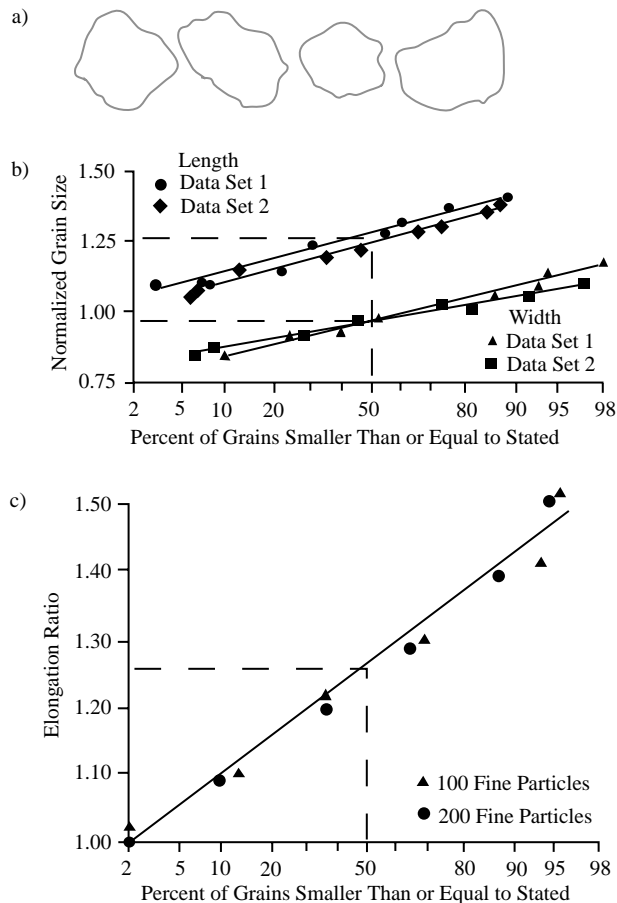 a)
b)
Length
Data Set 1
Data Set 2
Normalized Grain Size
1.50
1.25
1.00
0.75
Width
Data Set 1
Data Set 2
2 5 10 20 50 80 90 95 98
Percent of Grains Smaller Than or Equal to Stated
c)
Elongation Ratio
1.50
1.40
1.30
1.20
1.10
1.00
100 Fine Particles
200 Fine Particles
2 5 10 20 50 80 90 95 98
Percent of Grains Smaller Than or Equal to Stated